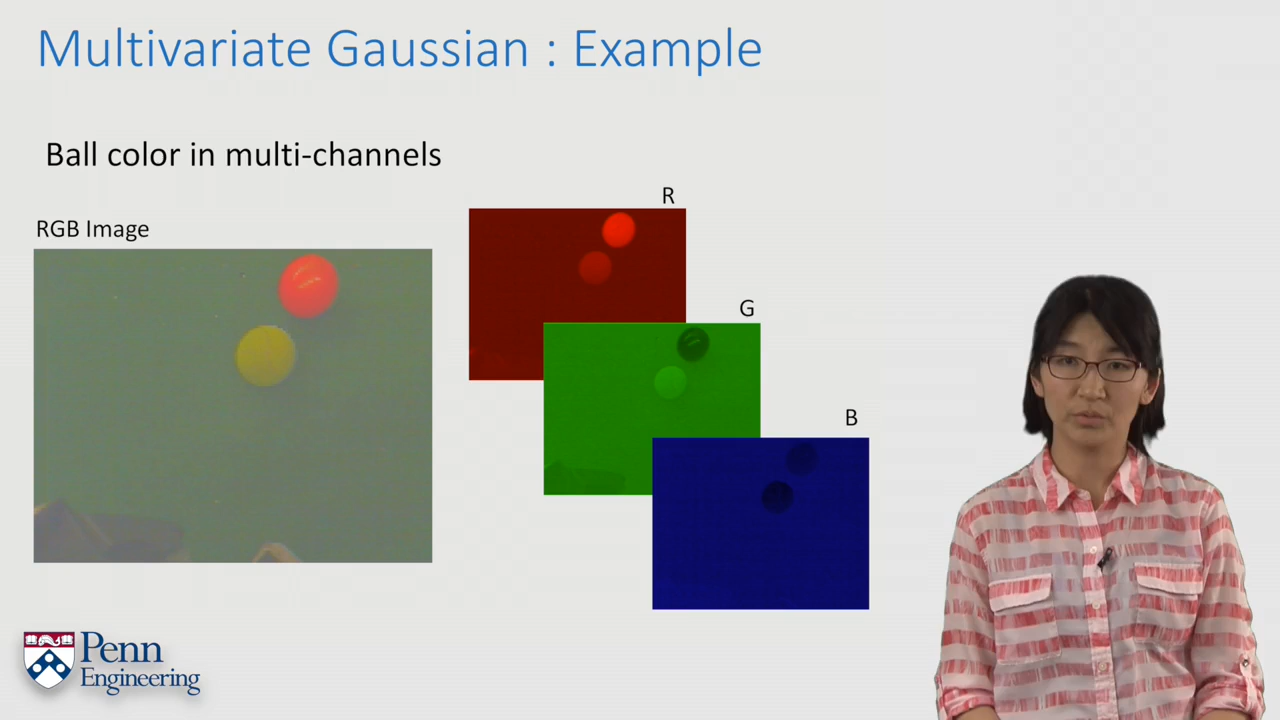 Multivariate Gaussian : Example
Ball color in multi-channels
RGB Image
R
G
B
Penn
Engineering